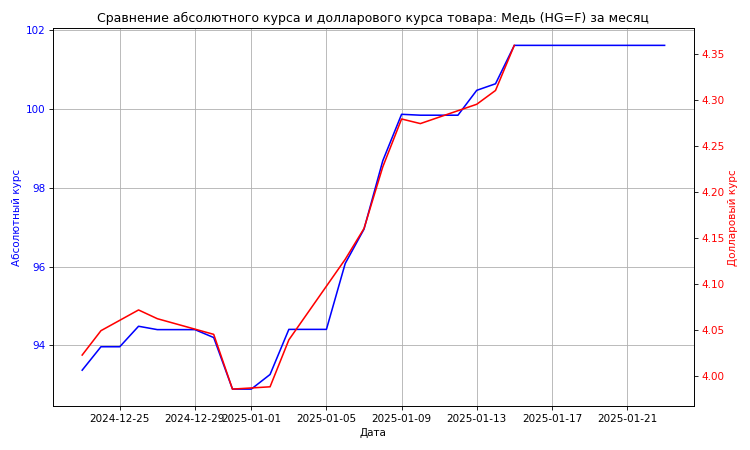 Сравнение абсолютного курса и долларового курса товара: Медь (HG=F) за месяц
102
100
98
96
94
Абсолютный курс
4.35
4.30
4.25
4.20
4.15
4.10
4.05
4.00
Долларовый курс
2024-12-25 2024-12-29 2025-01-01 2025-01-05 2025-01-09 2025-01-13 2025-01-17 2025-01-21
Дата